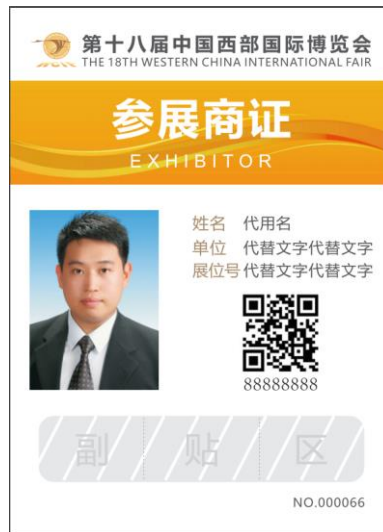 第十八届中国西部国际博览会
THE 18TH WESTERN CHINA INTERNATIONAL FAIR
参展商证
EXHIBITOR
姓名 代用名
单位 代替文字代替文字
展位号 代替文字代替文字
88888888
副 贴 区
NO.000066